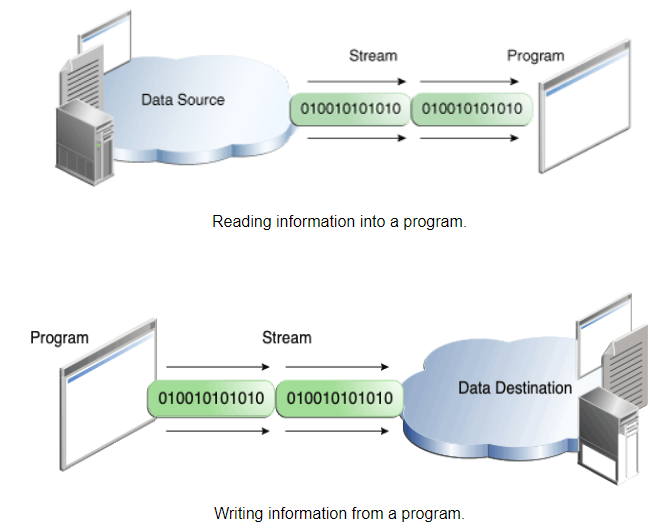 Stream Program
Data Source
010010101010 010010101010
Reading information into a program.
Program Stream
Data Destination
010010101010 010010101010
Writing information from a program.